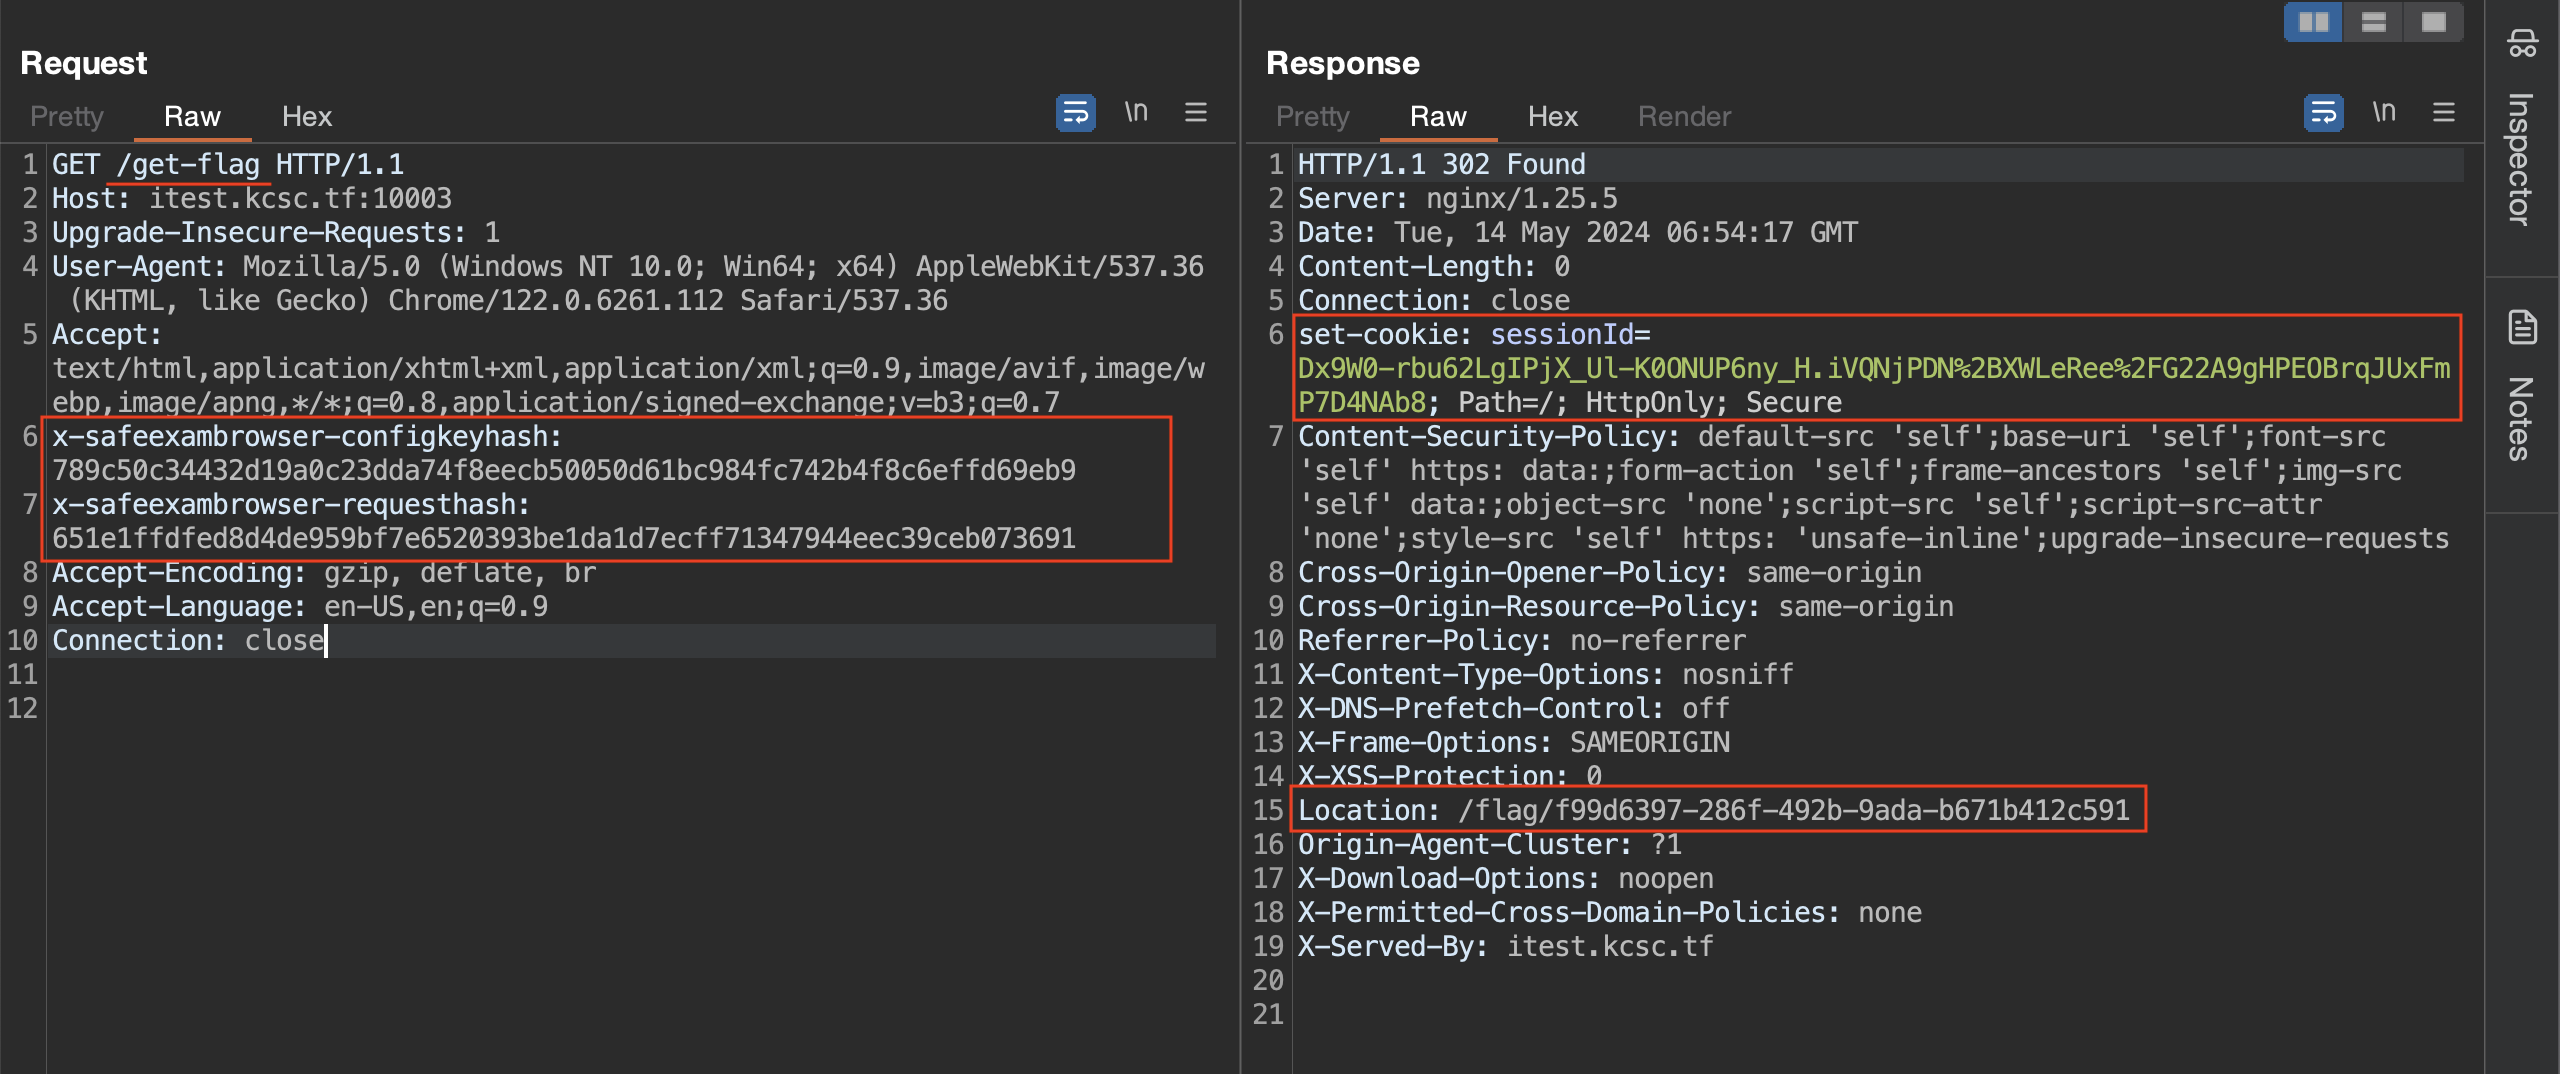 Request
Pretty Raw Hex
\n
1 GET /get-flag HTTP/1.1
2 Host: itest.kcsc.tf:10003
3 Upgrade-Insecure-Requests: 1
4 User-Agent: Mozilla/5.0 (Windows NT 10.0; Win64; x64) AppleWebKit/537.36
(KHTML, like Gecko) Chrome/122.0.6261.112 Safari/537.36
5 Accept:
text/html,application/xhtml+xml,application/xml;q=0.9,image/avif,image/w
ebp,image/apng,*/*;q=0.8,application/signed-exchange;v=b3;q=0.7
6 x-safeexambrowser-configkeyhash:
789c50c34432d19a0c23dda74f8eecb50050d61bc984fc742b4f8c6effd69eb9
7 x-safeexambrowser-requesthash:
651e1ffdfed8d4de959bf7e6520393be1da1d7ecff71347944eec39ceb073691
8 Accept-Encoding: gzip, deflate, br
9 Accept-Language: en-US,en;q=0.9
10 Connection: close
11
12
Response
Pretty Raw Hex Render
\n
1 HTTP/1.1 302 Found
2 Server: nginx/1.25.5
3 Date: Tue, 14 May 2024 06:54:17 GMT
4 Content-Length: 0
5 Connection: close
6 set-cookie: sessionId=
Dx9W0-rbu62LgIPjX_Ul-K0ONUP6ny_H.iVQNjPDN%2BXWLeRee%2FG22A9gHPEOBrqJUxFm
P7D4NAb8; Path=/; HttpOnly; Secure
7 Content-Security-Policy: default-src 'self';base-uri 'self';font-src
'self' https: data:;form-action 'self';frame-ancestors 'self';img-src
'self' data:;object-src 'none';script-src 'self';script-src-attr
'none';style-src 'self' https: 'unsafe-inline';upgrade-insecure-requests
8 Cross-Origin-Opener-Policy: same-origin
9 Cross-Origin-Resource-Policy: same-origin
10 Referrer-Policy: no-referrer
11 X-Content-Type-Options: nosniff
12 X-DNS-Prefetch-Control: off
13 X-Frame-Options: SAMEORIGIN
14 X-XSS-Protection: 0
15 Location: /flag/f99d6397-286f-492b-9ada-b671b412c591
16 Origin-Agent-Cluster: ?1
17 X-Download-Options: noopen
18 X-Permitted-Cross-Domain-Policies: none
19 X-Served-By: itest.kcsc.tf
20
21
Inspector
Notes